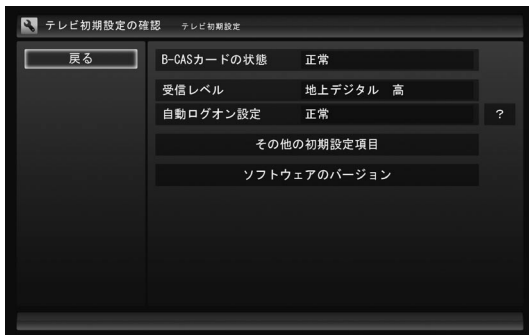 テレビ初期設定の確認 テレビ初期設定
戻る
B-CASカードの状態 正常
受信レベル 地上デジタル 高
自動ログオン設定 正常 ?
その他の初期設定項目
ソフトウェアのバージョン